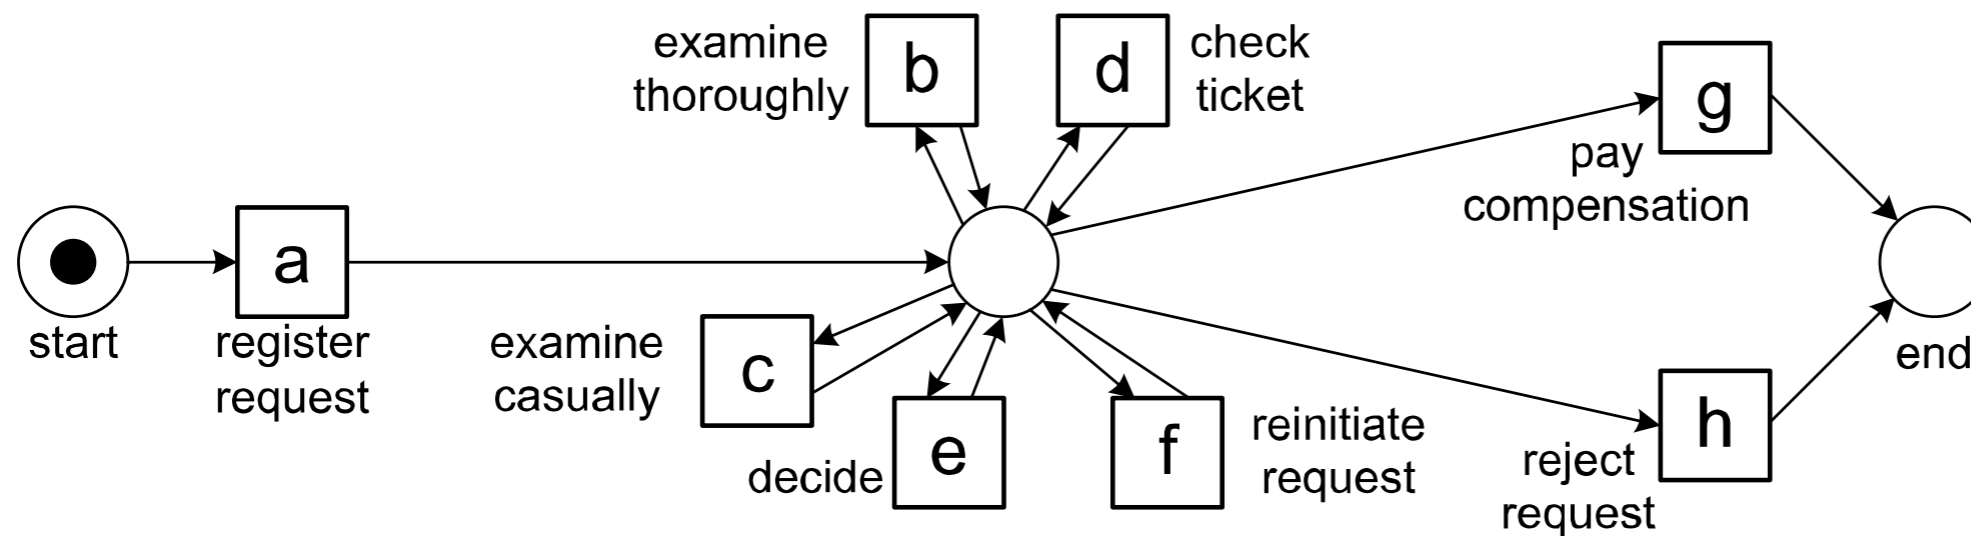 examine
thoroughly
b
d
check
ticket
g
pay
compensation
start
a
register
request
examine
casually
c
decide
e
f
reinitiate
request
reject
request
h
end